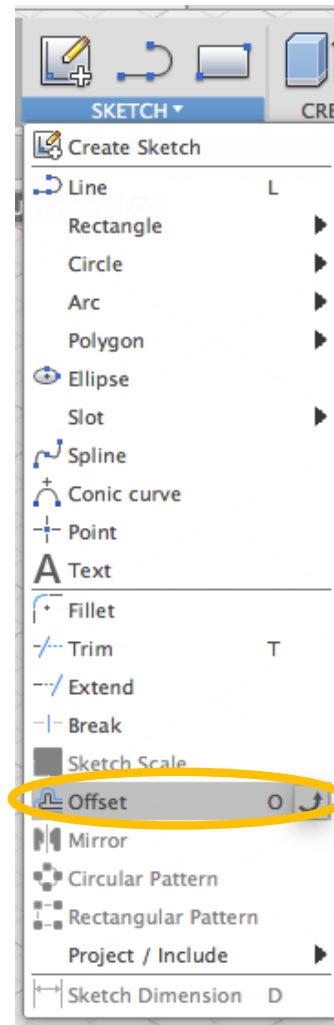 SKETCH CRE
Create Sketch
Line L
Rectangle
Circle
Arc
Polygon
Ellipse
Slot
Spline
Conic curve
Point
Text
Fillet
Trim T
Extend
Break
Sketch Scale
Offset O
Mirror
Circular Pattern
Rectangular Pattern
Project / Include
Sketch Dimension D